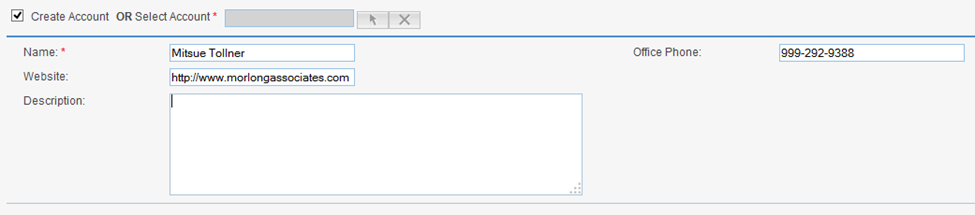 Create Account OR Select Account *
Name: * Mitsue Tollner Office Phone: 999-292-9388
Website: http://www.morlongassociates.com
Description: